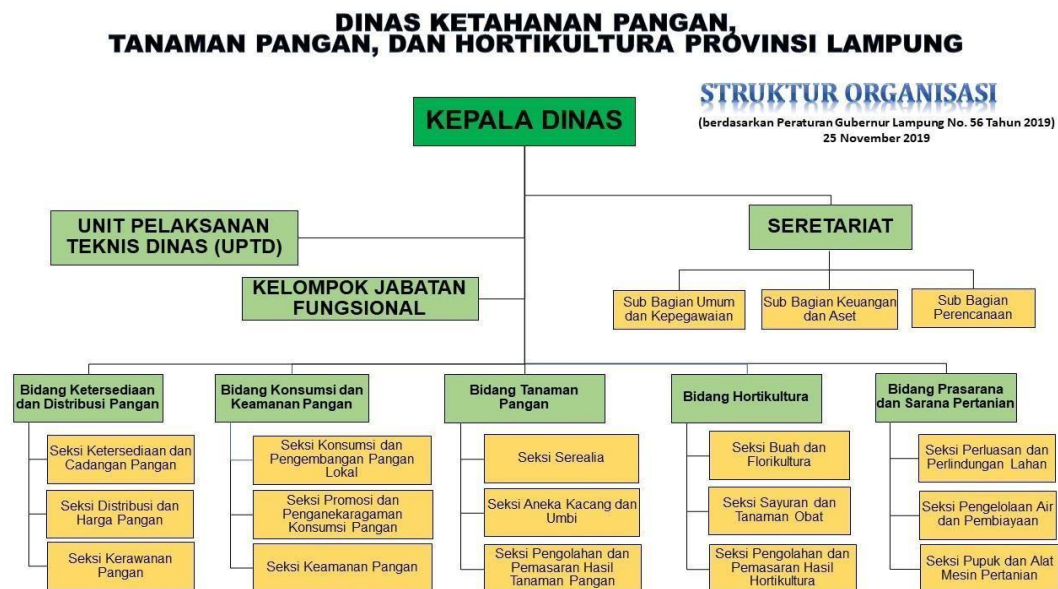 DINAS KETAHANAN PANGAN,
TANAMAN PANGAN, DAN HORTIKULTURA PROVINSI LAMPUNG
STRUKTUR ORGANISASI
(berdasarkan Peraturan Gubernur Lampung No. 56 Tahun 2019)
25 November 2019
KEPALA DINAS
UNIT PELAKSANAN
TEKNIS DINAS (UPTD)
SERETARIAT
KELOMPOK JABATAN
FUNGSIONAL
Sub Bagian Umum
dan Kepegawaian
Sub Bagian Keuangan
dan Aset
Sub Bagian
Perencanaan
Bidang Ketersediaan
dan Distribusi Pangan
Seksi Ketersediaan dan
Cadangan Pangan
Seksi Distribusi dan
Harga Pangan
Seksi Kerawanan
Pangan
Bidang Konsumsi dan
Keamanan Pangan
Seksi Konsumsi dan
Pengembangan Pangan
Lokal
Seksi Promosi dan
Penganekaragaman
Konsumsi Pangan
Seksi Keamanan Pangan
Bidang Tanaman
Pangan
Seksi Serealia
Seksi Aneka Kacang dan
Umbi
Seksi Pengolahan dan
Pemasaran Hasil
Tanaman Pangan
Bidang Hortikultura
Seksi Buah dan
Florikultura
Seksi Sayuran dan
Tanaman Obat
Seksi Pengolahan dan
Pemasaran Hasil
Hortikultura
Bidang Prasarana
dan Sarana Pertanian
Seksi Perluasan dan
Perlindungan Lahan
Seksi Pengelolaan Air
dan Pembiayaan
Seksi Pupuk dan Alat
Mesin Pertanian